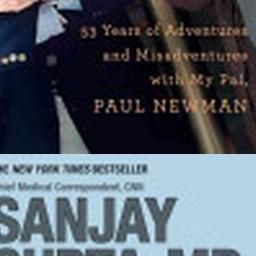 53 Years of Adventures
and Misadventures
with My Pal,
PAUL NEWMAN
NEW YORK TIMES BESTSELLER
Medical Correspondent, CNN
SANJAY